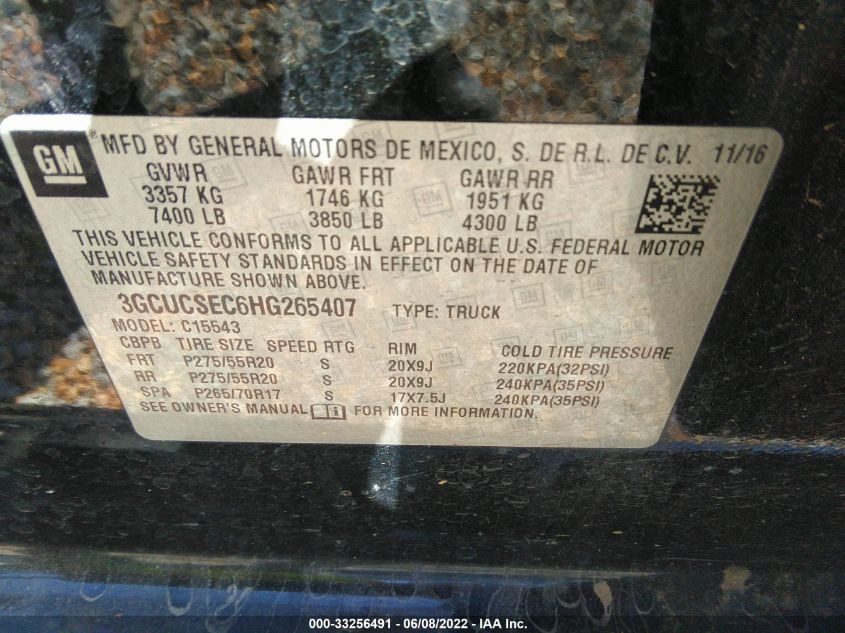 GM ® MFD BY GENERAL MOTORS DE MEXICO, S. DE R.L. DE C.V. 11/16
GVWR GAWR FRT GAWR RR
3357 KG 1746 KG 1951 KG
7400 LB 3850 LB 4300 LB
THIS VEHICLE CONFORMS TO ALL APPLICABLE U.S. FEDERAL MOTOR
VEHICLE SAFETY STANDARDS IN EFFECT ON THE DATE OF
MANUFACTURE SHOWN ABOVE.
3GCUCSEC6HG265407 TYPE: TRUCK
MODEL: C15543
CBPB TIRE SIZE SPEED RTG RIM COLD TIRE PRESSURE
FRT P275/55R20 S 20X9J 220KPA(32PSI)
RR P275/55R20 S 20X9J 240KPA(35PSI)
SPA P265/70R17 S 17X7.5J 240KPA(35PSI)
SEE OWNER'S MANUAL i FOR MORE INFORMATION.
000-33256491 - 06/08/2022 - IAA Inc.